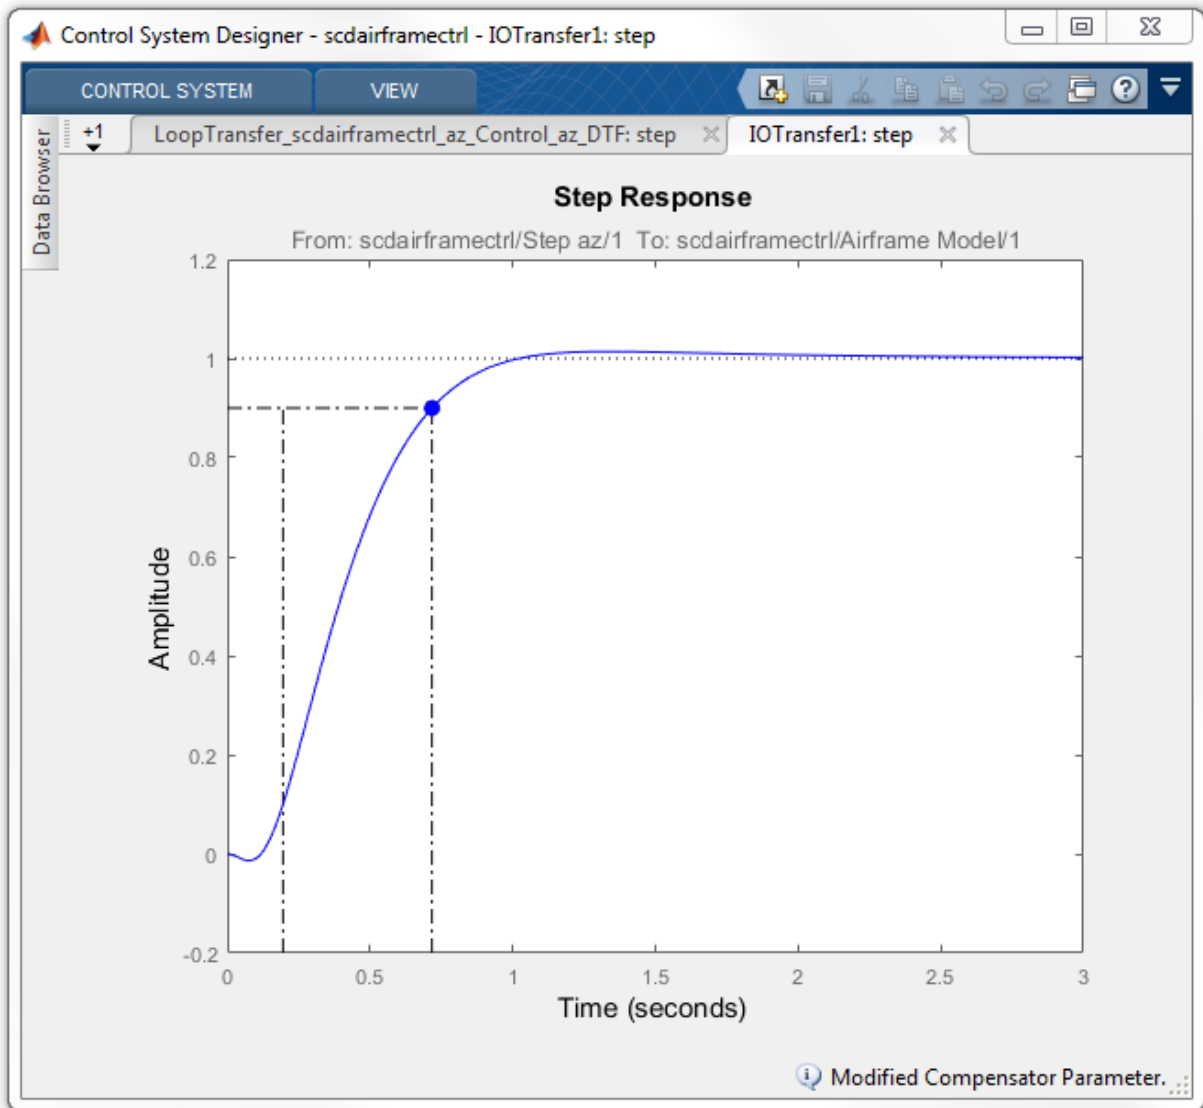 Control System Designer - scdairframectrl - IOTransfer1: step
CONTROL SYSTEM
VIEW
?
Data Browser
+1
LoopTransfer_scdairframectrl_az_Control_az_DTF: step
IOTransfer1: step
Step Response
From: scdairframectrl/Step az/1 To: scdairframectrl/Airframe Model/1
Amplitude
1.2
1
0.8
0.6
0.4
0.2
0
-0.2
0
0.5
1
1.5
2
2.5
3
Time (seconds)
Modified Compensator Parameter.